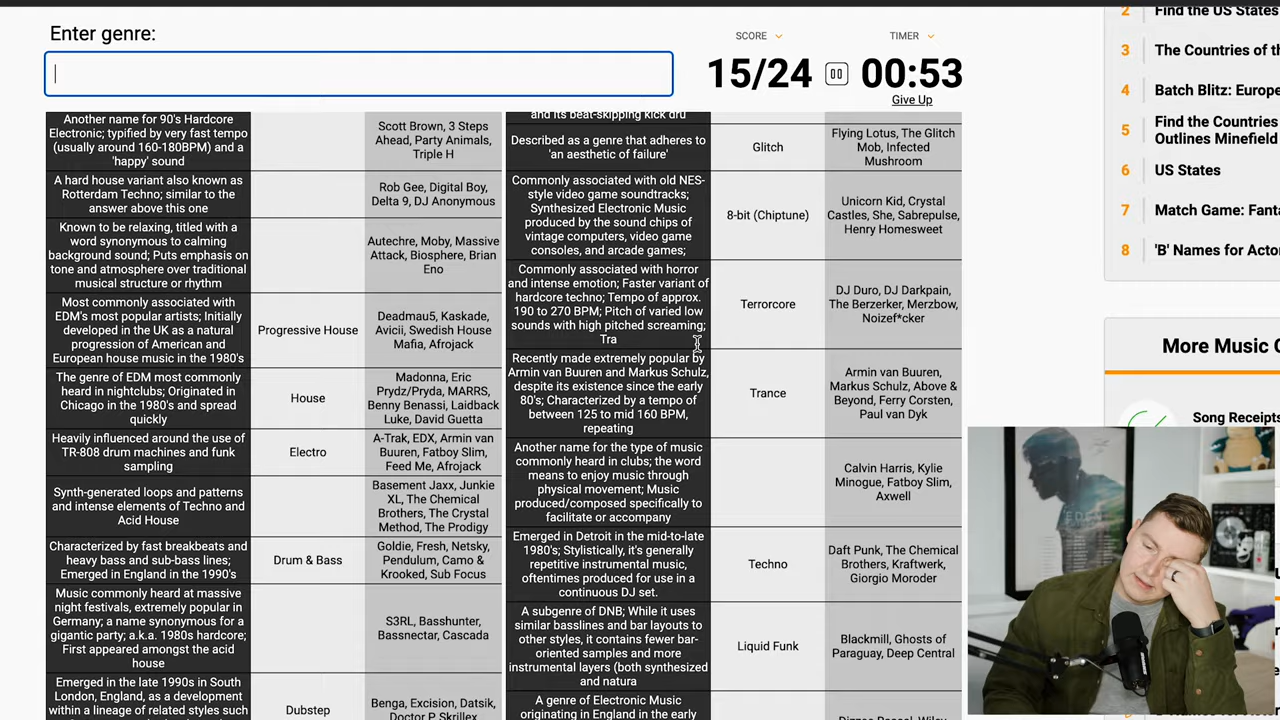 Enter genre:
SCORE
TIMER
15/24
00:53
Give Up
Another name for 90's Hardcore
Electronic; typified by very fast tempo
(usually around 160-180BPM) and a
'happy' sound
Scott Brown, 3 Steps
Ahead, Party Animals,
Triple H
A hard house variant also known as
Rotterdam Techno; similar to the
answer above this one
Rob Gee, Digital Boy,
Delta 9, DJ Anonymous
Known to be relaxing, titled with a
word synonymous to calming
background sound; Puts emphasis on
tone and atmosphere over traditional
musical structure or rhythm
Autechre, Moby, Massive
Attack, Biosphere, Brian
Eno
Most commonly associated with
EDM's most popular artists; Initially
developed in the UK as a natural
progression of American and
European house music in the 1980's
Progressive House
Deadmau5, Kaskade,
Avicii, Swedish House
Mafia, Afrojack
The genre of EDM most commonly
heard in nightclubs; Originated in
Chicago in the 1980's and spread
quickly
House
Madonna, Eric
Prydz/Pryda, MARRS,
Benny Benassi, Laidback
Luke, David Guetta
Heavily influenced around the use of
TR-808 drum machines and funk
sampling
Electro
A-Trak, EDX, Armin van
Buuren, Fatboy Slim,
Feed Me, Afrojack
Synth-generated loops and patterns
and intense elements of Techno and
Acid House
Basement Jaxx, Junkie
XL, The Chemical
Brothers, The Crystal
Method, The Prodigy
Characterized by fast breakbeats and
heavy bass and sub-bass lines;
Emerged in England in the 1990's
Drum & Bass
Goldie, Fresh, Netsky,
Pendulum, Camo &
Krooked, Sub Focus
Music commonly heard at massive
night festivals, extremely popular in
Germany; a name synonymous for a
gigantic party; a.k.a. 1980s hardcore;
First appeared amongst the acid
house
S3RL, Basshunter,
Bassnectar, Cascada
Emerged in the late 1990s in South
London, England, as a development
within a lineage of related styles such
Dubstep
Benga, Excision, Datsik,
Doctor P, Skrillex
and its beat-skipping kick dru
Described as a genre that adheres to
'an aesthetic of failure'
Glitch
Flying Lotus, The Glitch
Mob, Infected
Mushroom
Commonly associated with old NES-
style video game soundtracks;
Synthesized Electronic Music
produced by the sound chips of
vintage computers, video game
consoles, and arcade games;
8-bit (Chiptune)
Unicorn Kid, Crystal
Castles, She, Sabrepulse,
Henry Homesweet
Commonly associated with horror
and intense emotion; Faster variant of
hardcore techno; Tempo of approx.
190 to 270 BPM; Pitch of varied low
sounds with high pitched screaming;
Tra
Terrorcore
DJ Duro, DJ Darkpain,
The Berzerker, Merzbow,
Noizef*cker
Recently made extremely popular by
Armin van Buuren and Markus Schulz,
despite its existence since the early
80's; Characterized by a tempo of
between 125 to mid 160 BPM,
repeating
Trance
Armin van Buuren,
Markus Schulz, Above &
Beyond, Ferry Corsten,
Paul van Dyk
Another name for the type of music
commonly heard in clubs; the word
means to enjoy music through
physical movement; Music
produced/composed specifically to
facilitate or accompany
Calvin Harris, Kylie
Minogue, Fatboy Slim,
Axwell
Emerged in Detroit in the mid-to-late
1980's; Stylistically, it's generally
repetitive instrumental music,
oftentimes produced for use in a
continuous DJ set.
Techno
Daft Punk, The Chemical
Brothers, Kraftwerk,
Giorgio Moroder
A subgenre of DNB; While it uses
similar basslines and bar layouts to
other styles, it contains fewer bar-
oriented samples and more
instrumental layers (both synthesized
and natura
Liquid Funk
Blackmill, Ghosts of
Paraguay, Deep Central
A genre of Electronic Music
originating in England in the early
2 Find the US States
3 The Countries of th
4 Batch Blitz: Europe
5 Find the Countries
Outlines Minefield
6 US States
7 Match Game: Fanta
8 'B' Names for Actor
More Music
Song Receipts